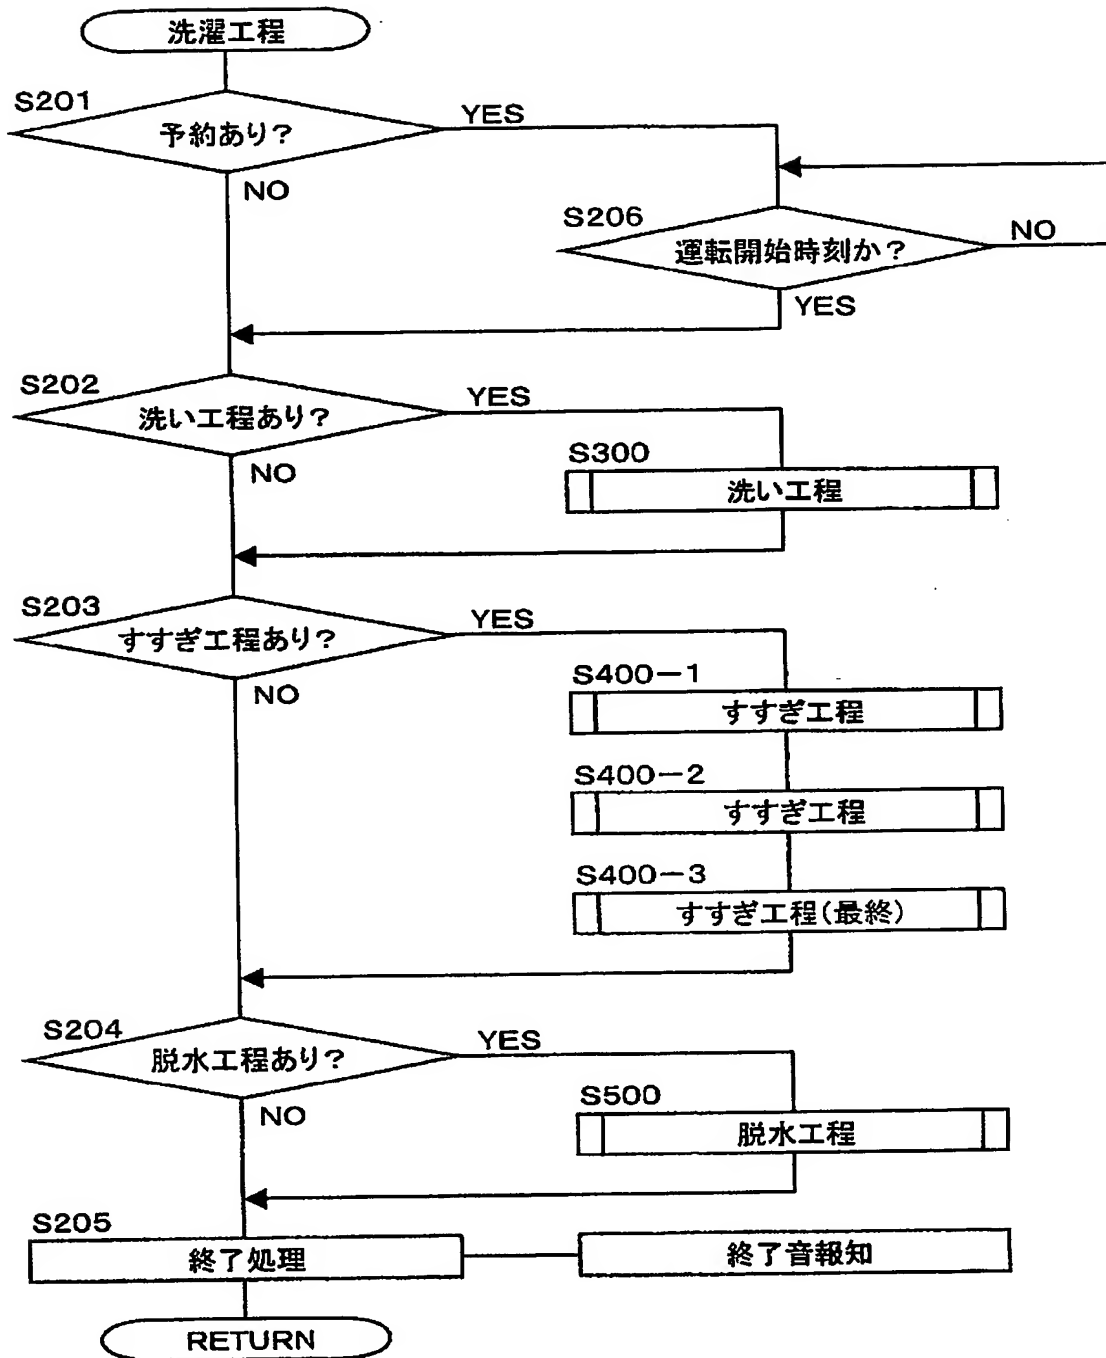 洗濯工程
S201
予約あり?
YES
NO
S206
運転開始時刻か?
NO
YES
S202
洗い工程あり?
YES
NO
S300
洗い工程
S203
すすぎ工程あり?
YES
NO
S400-1
すすぎ工程
S400-2
すすぎ工程
S400-3
すすぎ工程(最終)
S204
脱水工程あり?
YES
NO
S500
脱水工程
S205
終了処理
終了音報知
RETURN